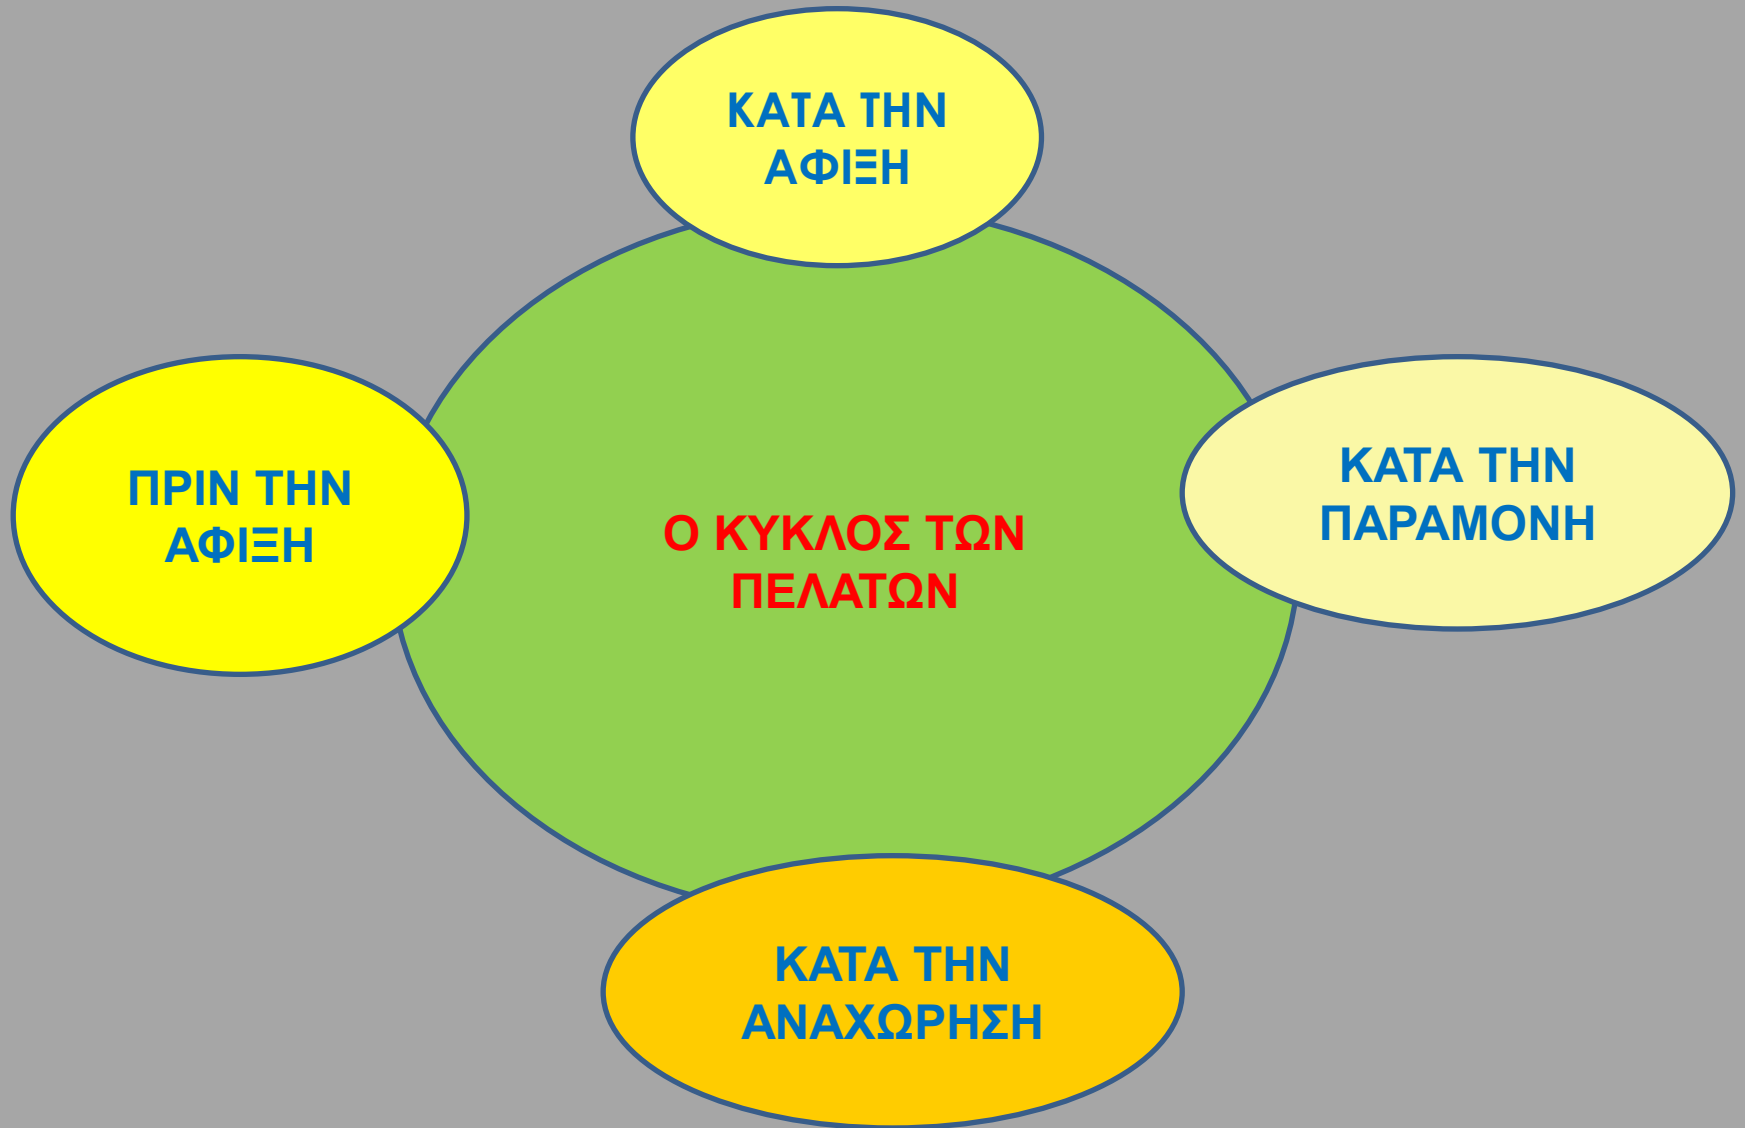 ΚΑΤΑ ΤΗΝ
ΑΦΙΞΗ
ΠΡΙΝ ΤΗΝ
ΑΦΙΞΗ
Ο ΚΥΚΛΟΣ ΤΩΝ
ΠΕΛΑΤΩΝ
ΚΑΤΑ ΤΗΝ
ΠΑΡΑΜΟΝΗ
ΚΑΤΑ ΤΗΝ
ΑΝΑΧΩΡΗΣΗ